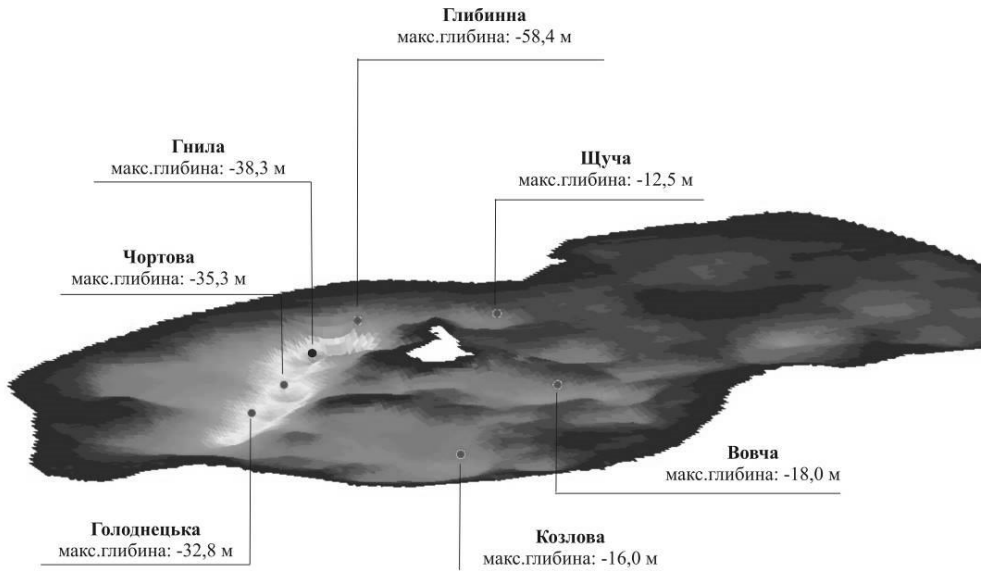 Глибинна
макс.глибина: -58,4 м
Гнила
макс.глибина: -38,3 м
Щуча
макс.глибина: -12,5 м
Чортова
макс.глибина: -35,3 м
Вовча
макс.глибина: -18,0 м
Голоднецька
макс.глибина: -32,8 м
Козлова
макс.глибина: -16,0 м